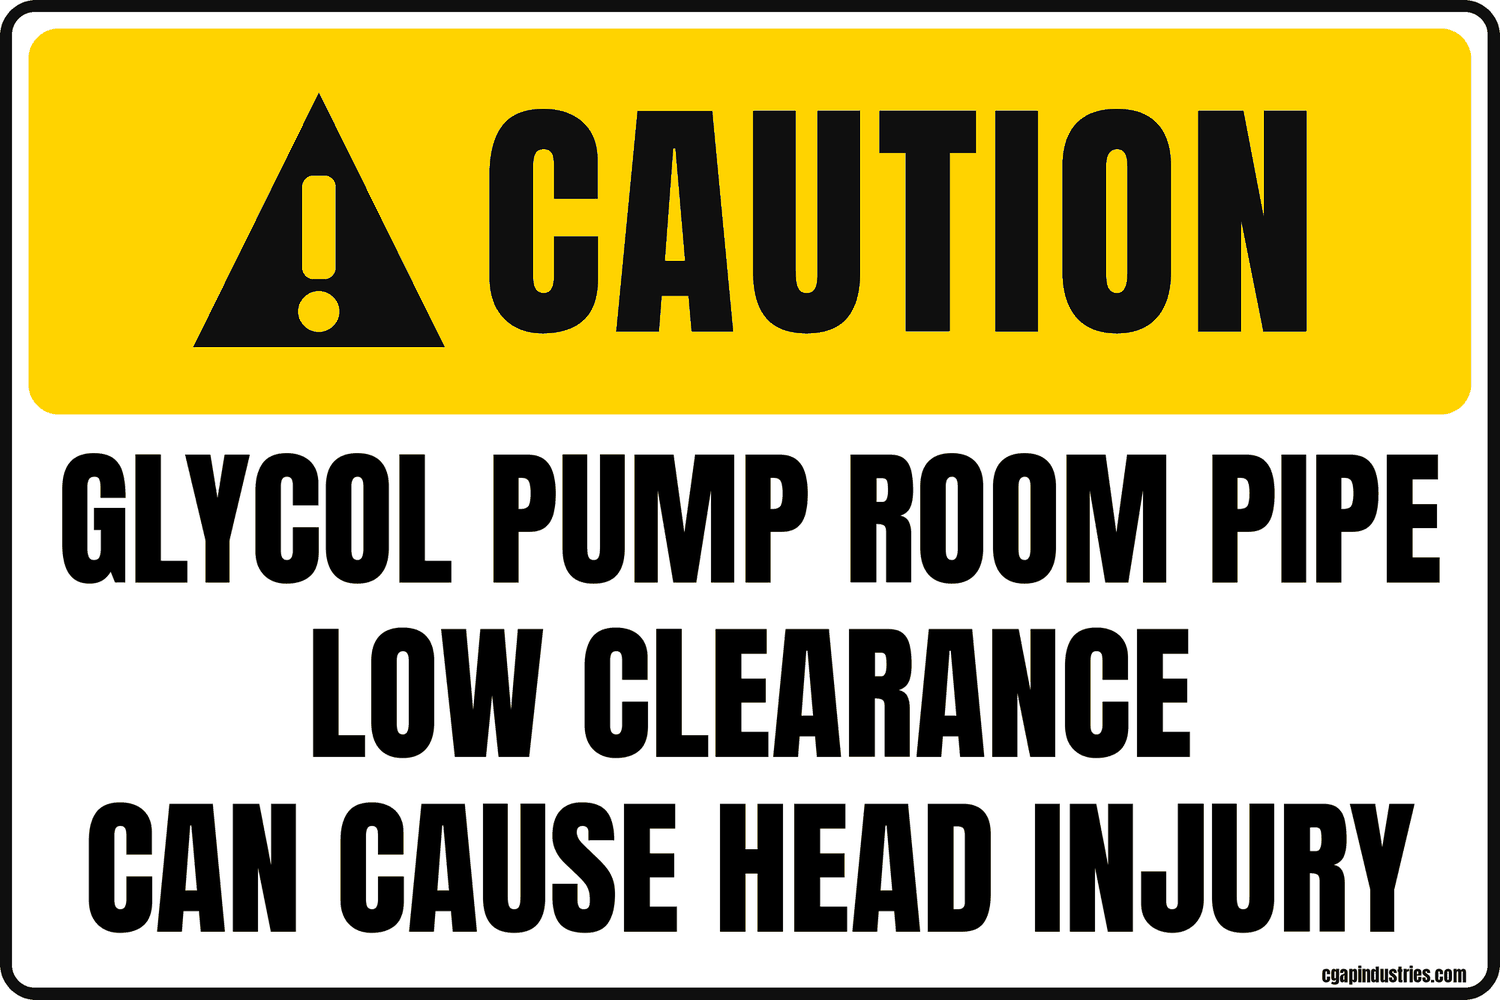 CAUTION
GLYCOL PUMP ROOM PIPE
LOW CLEARANCE
CAN CAUSE HEAD INJURY
cgapindustries.com